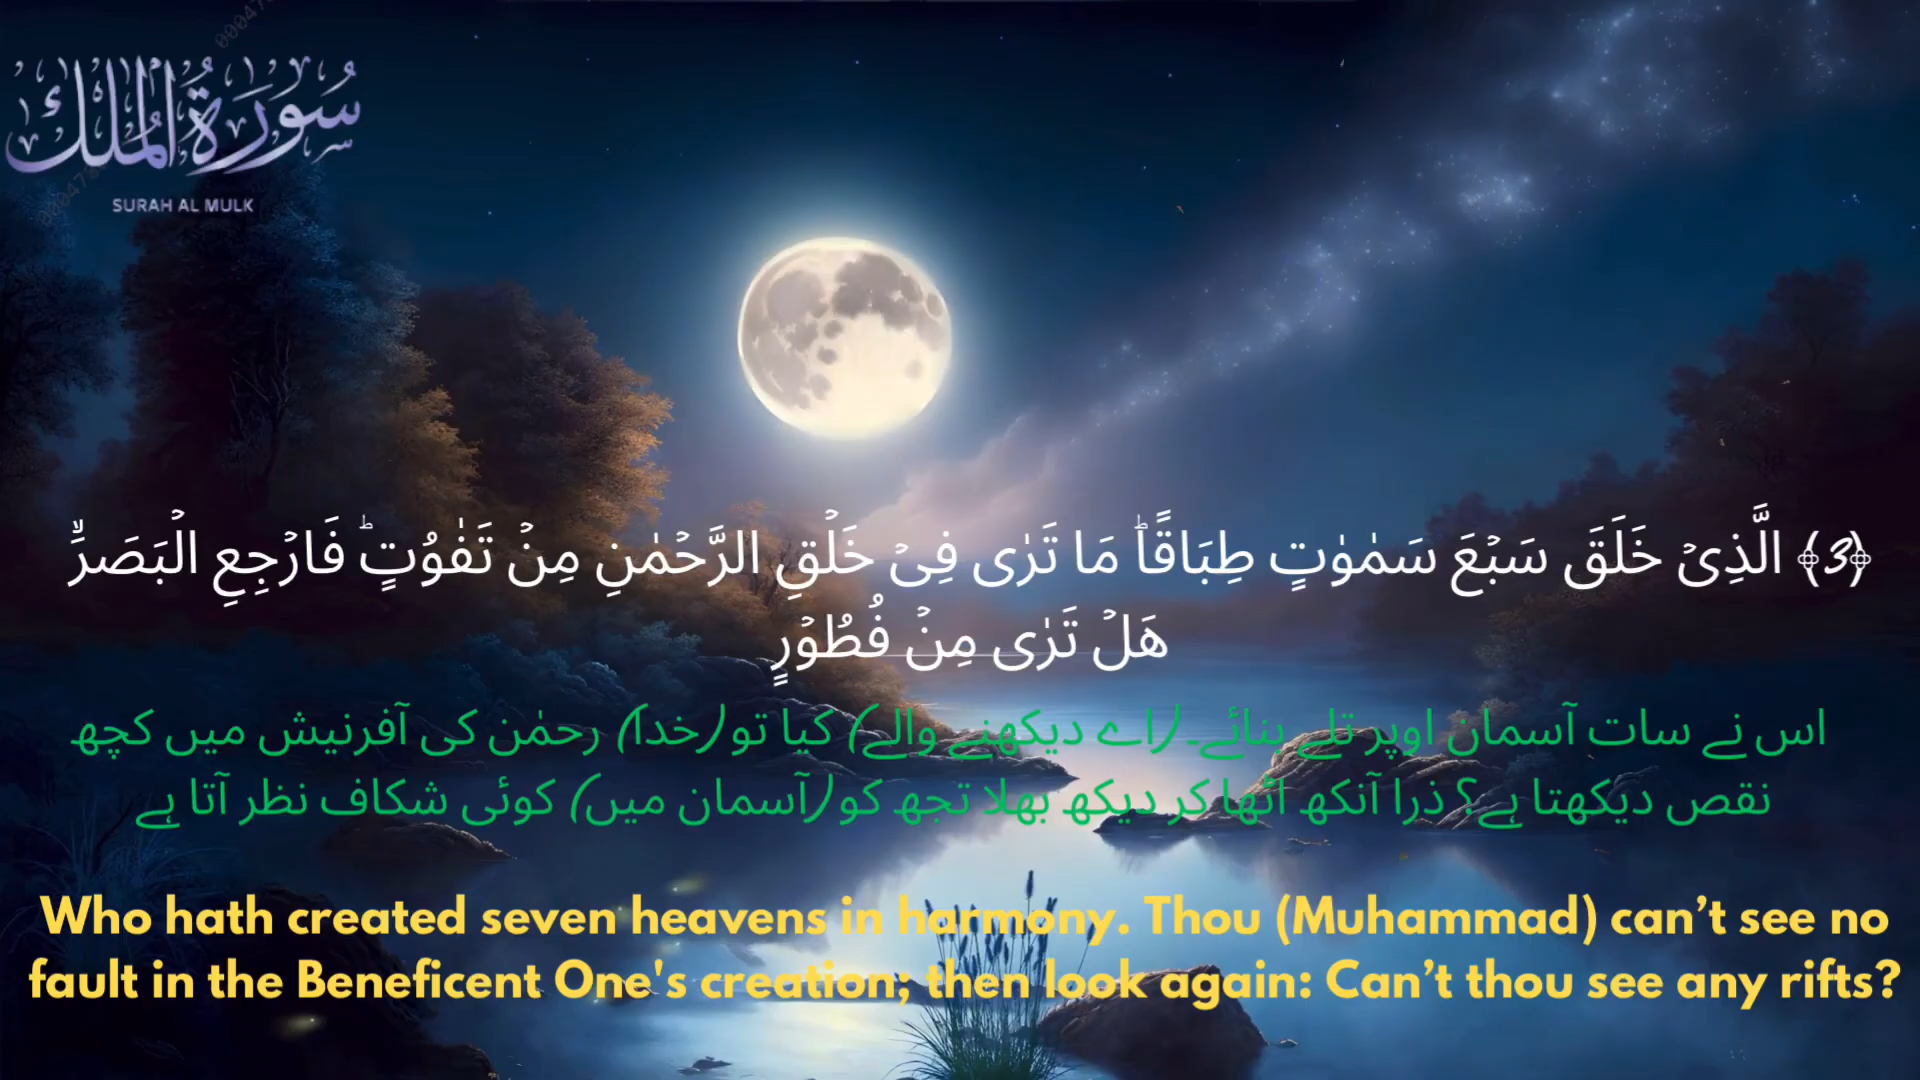 سُورَةُ الْمُلْك
SURAH AL MULK
﴿3﴾ الَّذِىۡ خَلَقَ سَبۡعَ سَمٰوٰتٍ طِبَاقًا‌ؕ مَا تَرٰى فِىۡ خَلۡقِ الرَّحۡمٰنِ مِنۡ تَفٰوُتٍ‌ؕ فَارۡجِعِ الۡبَصَرَۙ
هَلۡ تَرٰى مِنۡ فُطُوۡرٍ
اس نے سات آسمان اوپر تلے بنائے۔ (اے دیکھنے والے) کیا تو (خدا) رحمٰن کی آفرنیش میں کچھ
نقص دیکھتا ہے؟ ذرا آنکھ اٹھا کر دیکھ بھلا تجھ کو (آسمان میں) کوئی شکاف نظر آتا ہے
Who hath created seven heavens in harmony. Thou (Muhammad) can’t see no
fault in the Beneficent One's creation; then look again: Can’t thou see any rifts?